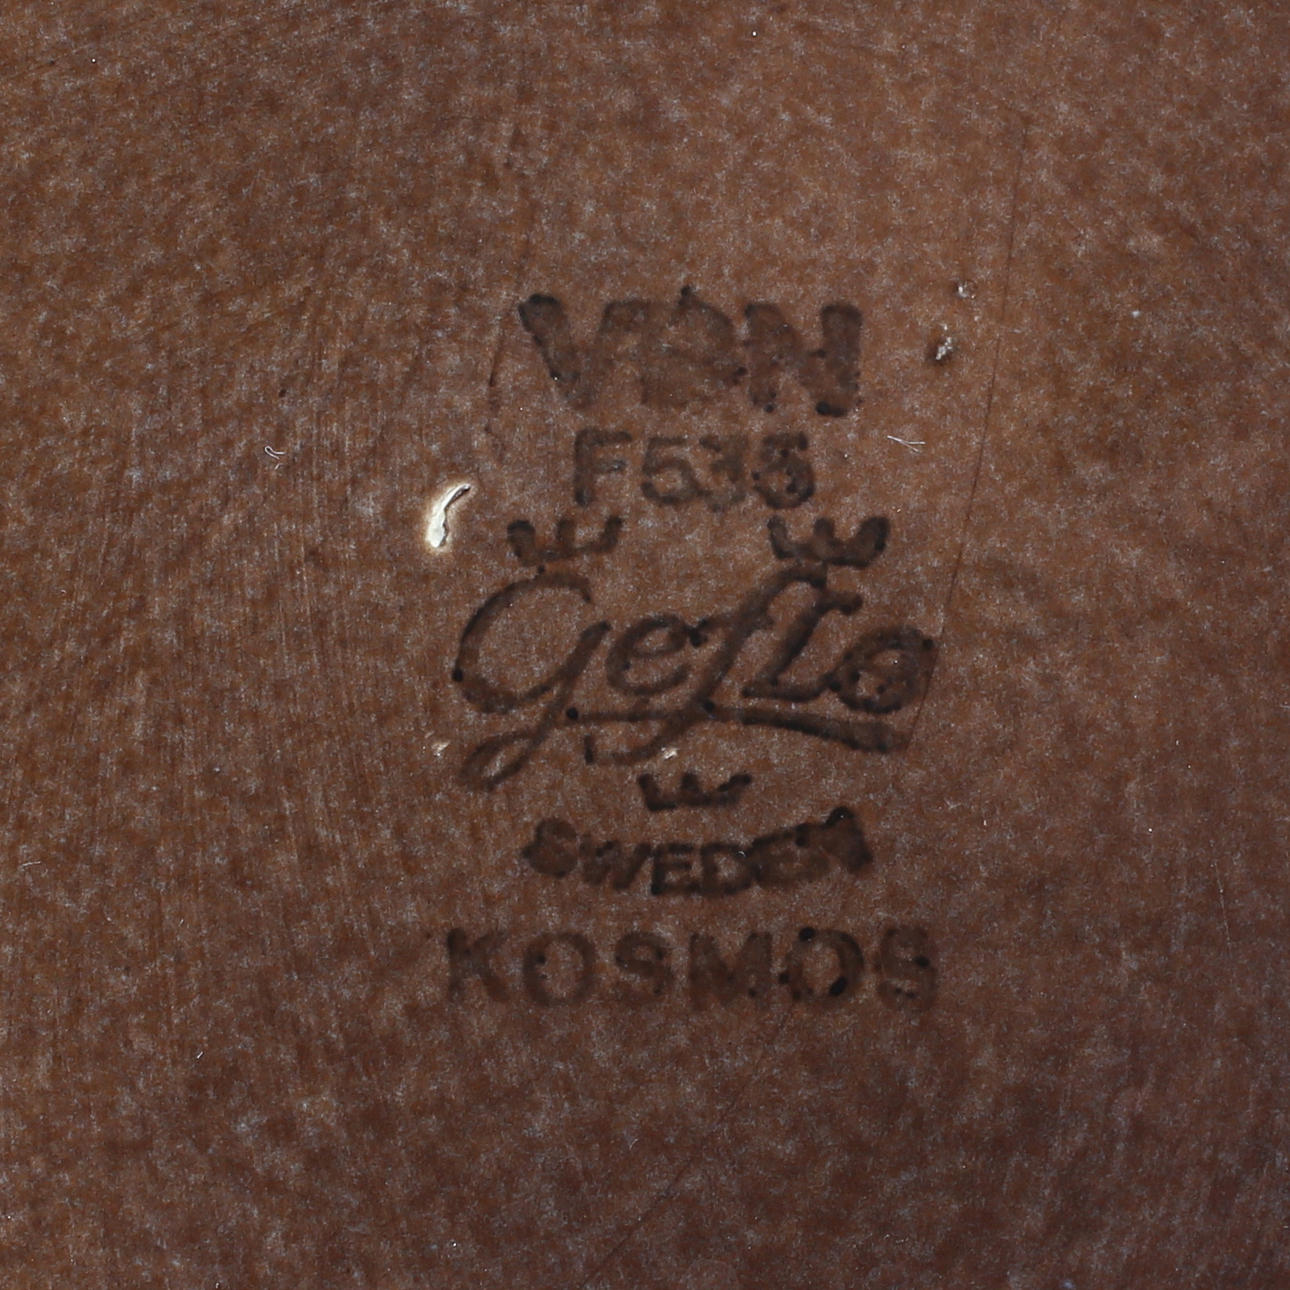 VDN
F535
Gefle
SWEDEN
KOSMOS